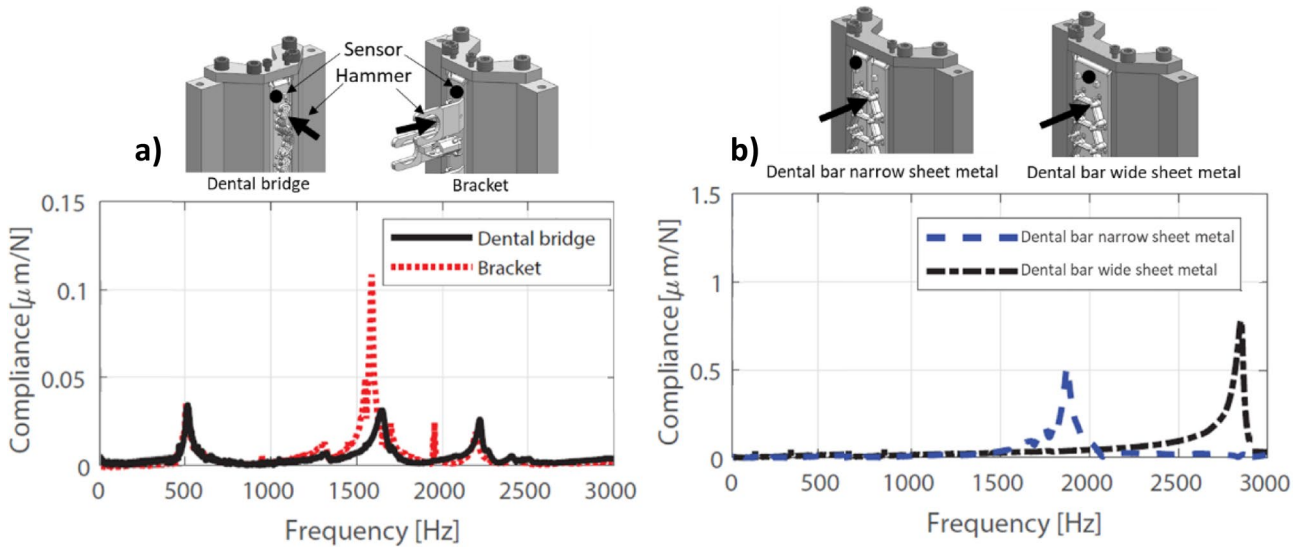 Sensor
Hammer
a)
Dental bridge
Bracket
0.15
0.1
0.05
0
Compliance [μm/N]
Dental bridge
Bracket
0 500 1000 1500 2000 2500 3000
Frequency [Hz]
b)
Dental bar narrow sheet metal
Dental bar wide sheet metal
1.5
1
0.5
0
Compliance [μm/N]
Dental bar narrow sheet metal
Dental bar wide sheet metal
0 500 1000 1500 2000 2500 3000
Frequency [Hz]